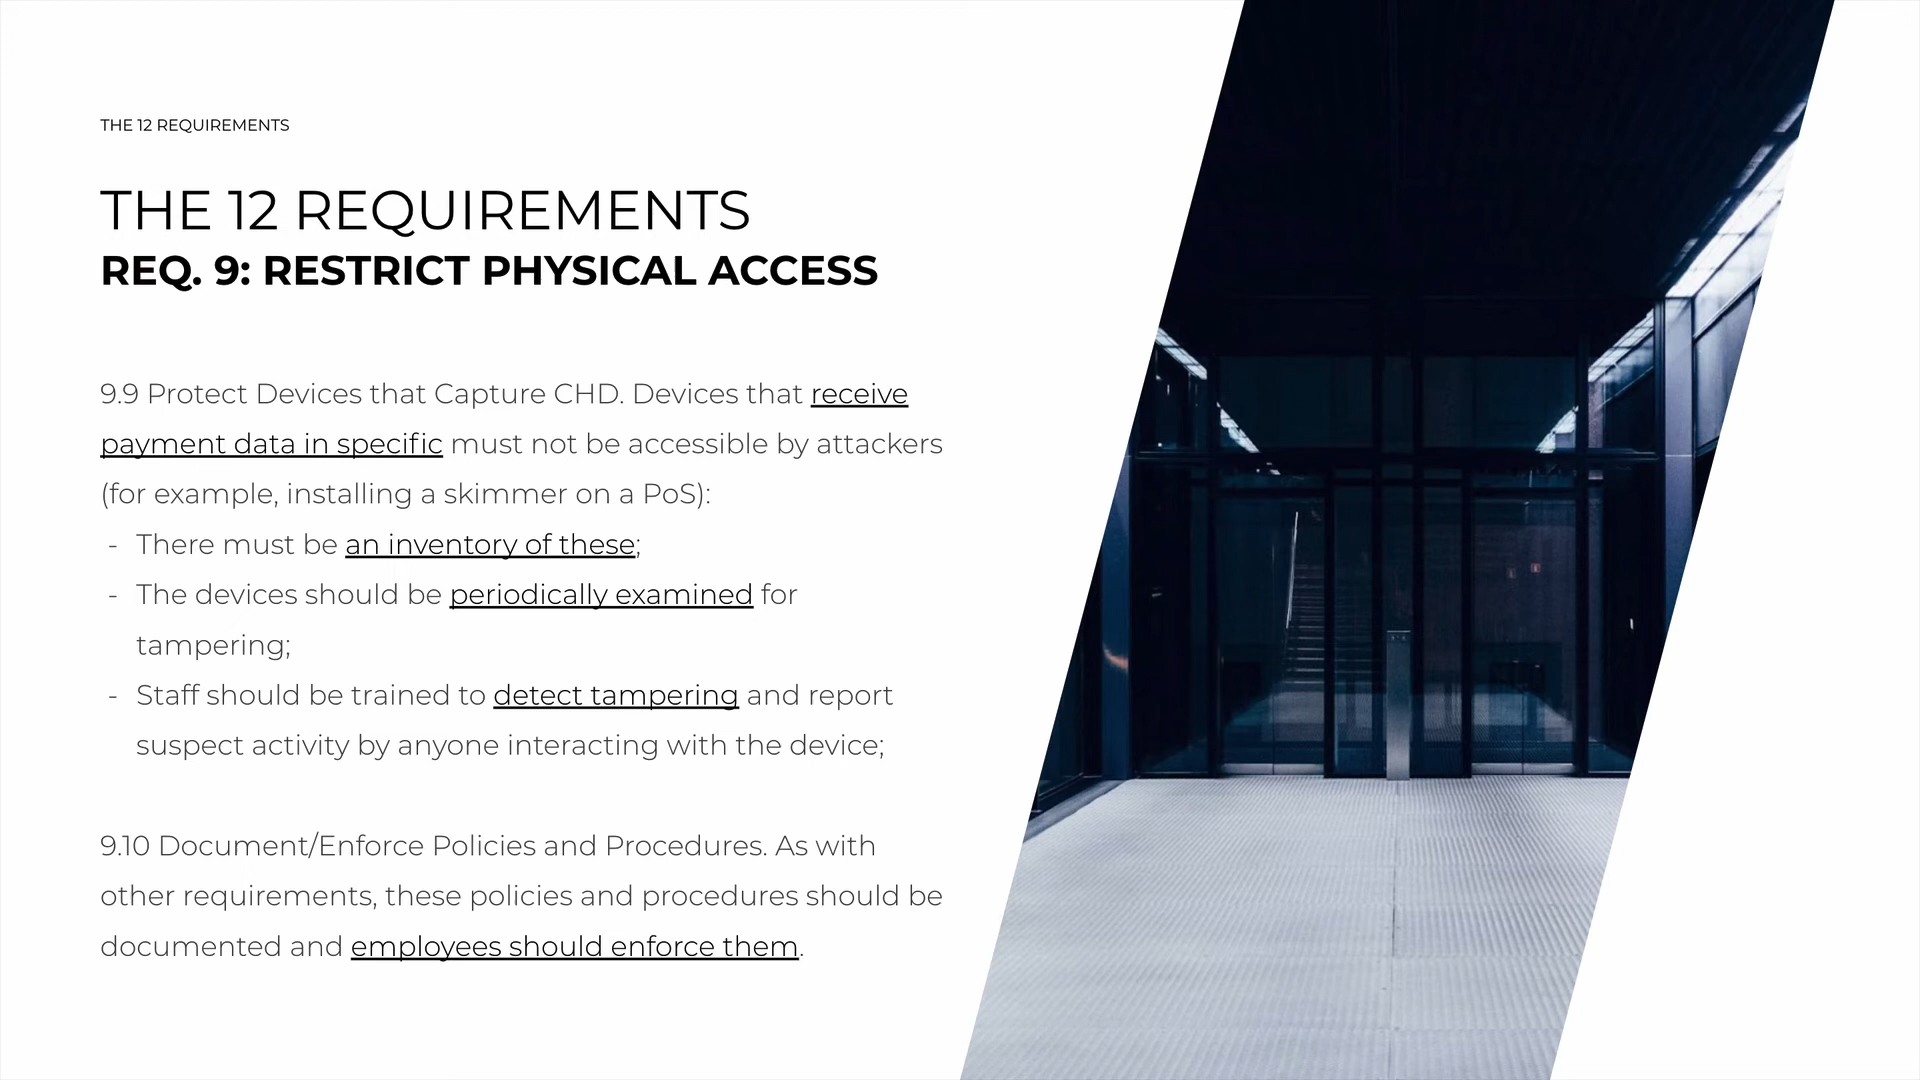 THE 12 REQUIREMENTS
THE 12 REQUIREMENTS
REQ. 9: RESTRICT PHYSICAL ACCESS
9.9 Protect Devices that Capture CHD. Devices that receive
payment data in specific must not be accessible by attackers
(for example, installing a skimmer on a PoS):
- There must be an inventory of these;
- The devices should be periodically examined for
tampering;
- Staff should be trained to detect tampering and report
suspect activity by anyone interacting with the device;
9.10 Document/Enforce Policies and Procedures. As with
other requirements, these policies and procedures should be
documented and employees should enforce them.